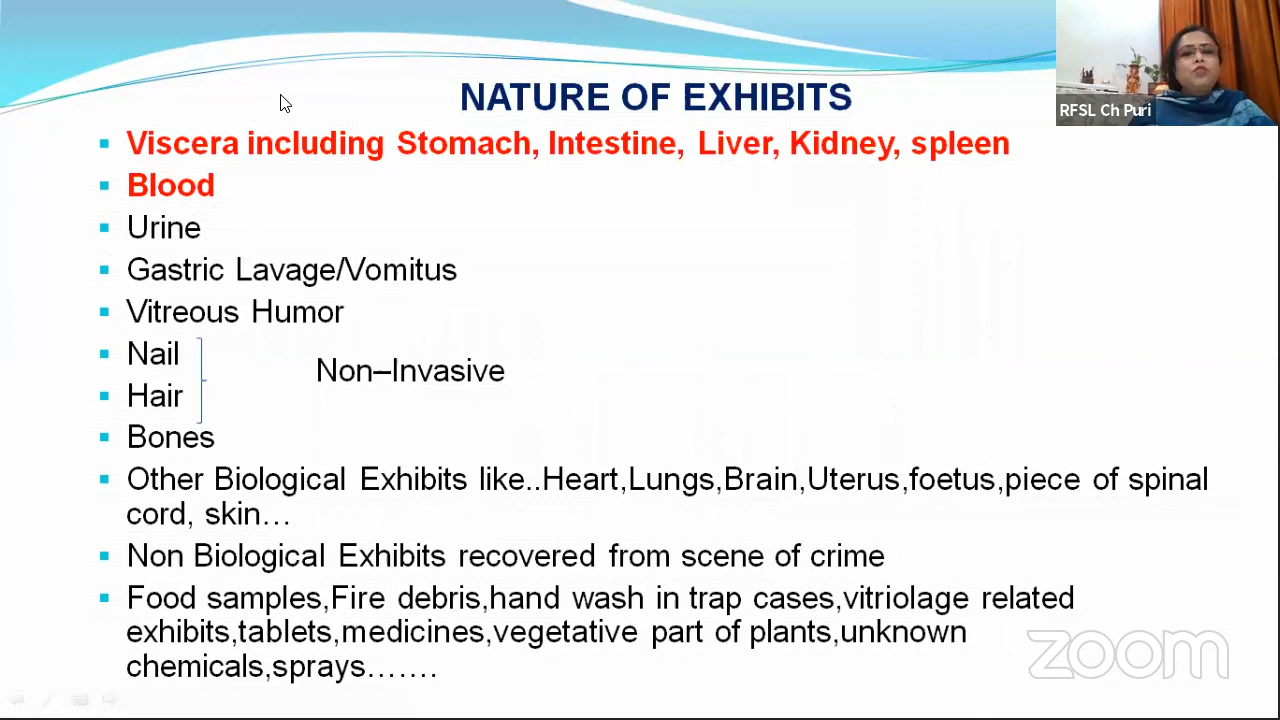 NATURE OF EXHIBITS
RFSL Ch Puri
Viscera including Stomach, Intestine, Liver, Kidney, spleen
Blood
Urine
Gastric Lavage/Vomitus
Vitreous Humor
Nail
Non–Invasive
Hair
Bones
Other Biological Exhibits like..Heart,Lungs,Brain,Uterus,foetus,piece of spinal
cord, skin…
Non Biological Exhibits recovered from scene of crime
Food samples,Fire debris,hand wash in trap cases,vitriolage related
exhibits,tablets,medicines,vegetative part of plants,unknown
chemicals,sprays…….
zoom